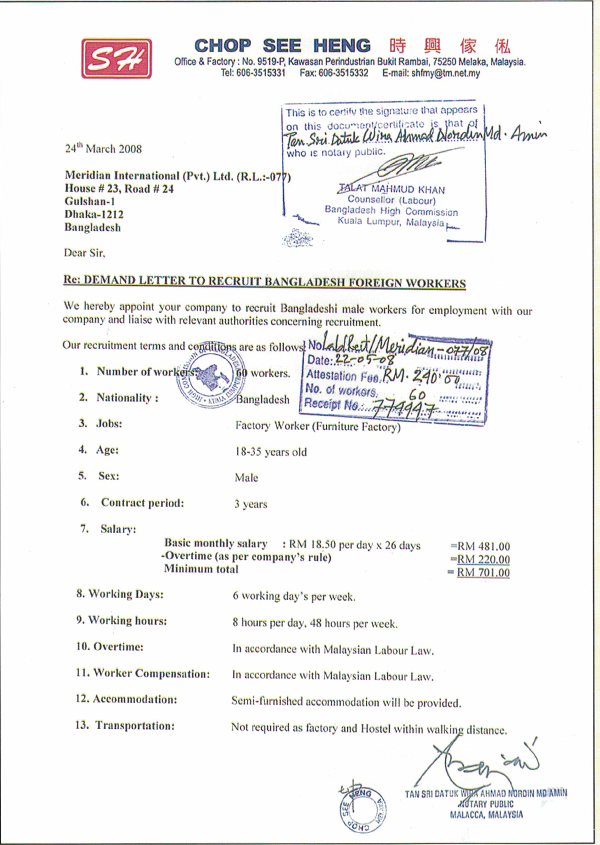 SH
CHOP SEE HENG 時 興 傢 俬
Office & Factory : No. 9519-P, Kawasan Perindustrian Bukit Rambai, 75250 Melaka, Malaysia.
Tel: 606-3515331 Fax: 606-3515332 E-mail: shfmy@tm.net.my
This is to certify the signature that appears
on this document/certificate is that of
Tan Sri Datuk Wira Ahmad Nordin Md. Amin
who is notary public.
TALAT MAHMUD KHAN
Counsellor (Labour)
Bangladesh High Commission
Kuala Lumpur, Malaysia
24th March 2008
Meridian International (Pvt.) Ltd. (R.L.:-077)
House # 23, Road # 24
Gulshan-1
Dhaka-1212
Bangladesh
Dear Sir,
Re: DEMAND LETTER TO RECRUIT BANGLADESH FOREIGN WORKERS
We hereby appoint your company to recruit Bangladeshi male workers for employment with our
company and liaise with relevant authorities concerning recruitment.
Our recruitment terms and conditions are as follows:
No. /Meridian-077/08
Date: 22-05-08
Attestation Fee, RM. 240.00
No. of workers, 60
Receipt No.: 774447
1. Number of workers: 60 workers.
2. Nationality : Bangladesh
3. Jobs: Factory Worker (Furniture Factory)
4. Age: 18-35 years old
5. Sex: Male
6. Contract period: 3 years
7. Salary:
Basic monthly salary : RM 18.50 per day x 26 days =RM 481.00
-Overtime (as per company's rule) =RM 220.00
Minimum total = RM 701.00
8. Working Days: 6 working day's per week.
9. Working hours: 8 hours per day, 48 hours per week.
10. Overtime: In accordance with Malaysian Labour Law.
11. Worker Compensation: In accordance with Malaysian Labour Law.
12. Accommodation: Semi-furnished accommodation will be provided.
13. Transportation: Not required as factory and Hostel within walking distance.
TAN SRI DATUK WIRA AHMAD NORDIN MD AMIN
NOTARY PUBLIC
MALACCA, MALAYSIA
CHOP SEE HENG